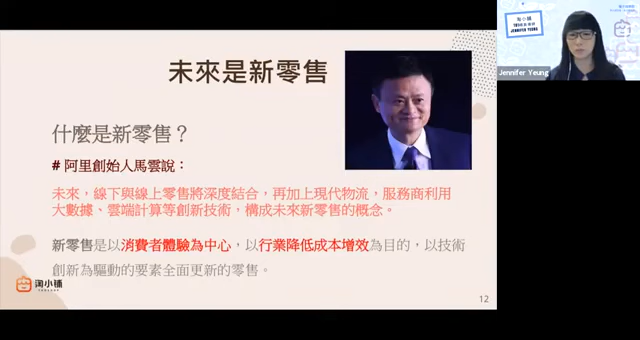 未來是新零售
什麼是新零售？
# 阿里創始人馬雲說：
未來，線下與線上零售將深度結合，再加上現代物流，服務商利用
大數據、雲端計算等創新技術，構成未來新零售的概念。
新零售是以消費者體驗為中心，以行業降低成本增效為目的，以技術
創新為驅動的要素全面更新的零售。
淘小鋪
12
JENNIFER YEUNG
Jennifer Yeung